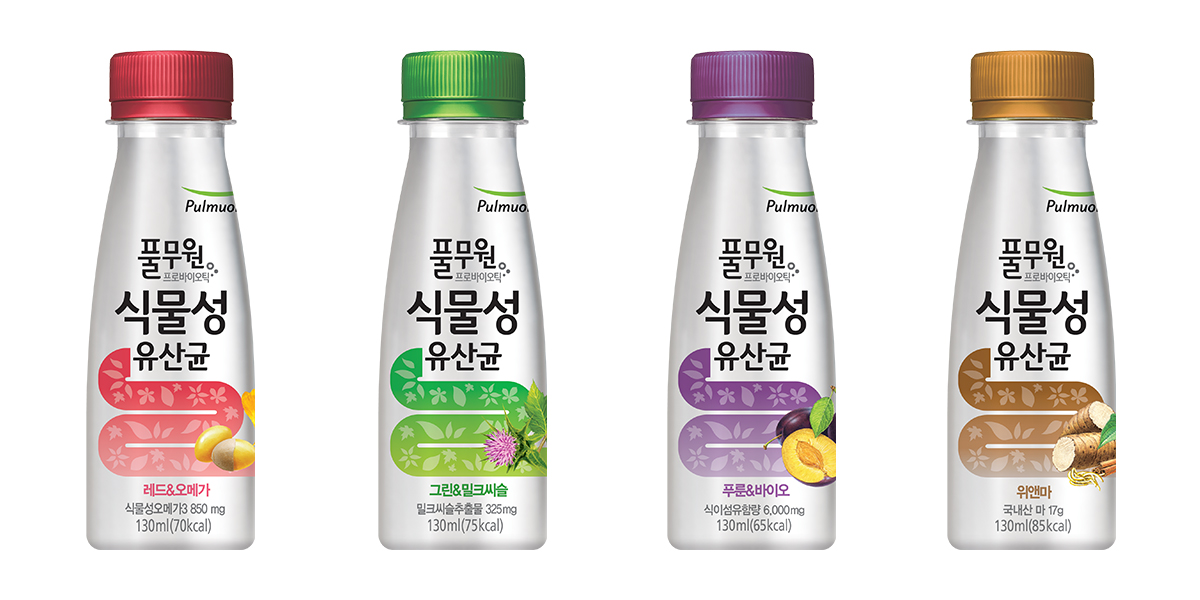 Pulmuo
풀무원
프로바이오틱
식물성
유산균
레드&오메가
식물성오메가3 850 mg
130ml(70kcal)
Pulmuo
풀무원
프로바이오틱
식물성
유산균
그린&밀크씨슬
밀크씨슬추출물 325mg
130ml(75kcal)
Pulmuo
풀무원
프로바이오틱
식물성
유산균
푸룬&바이오
식이섬유함량 6,000mg
130ml(65kcal)
Pulmuo
풀무원
프로바이오틱
식물성
유산균
위앤마
국내산 마 17g
130ml(85kcal)